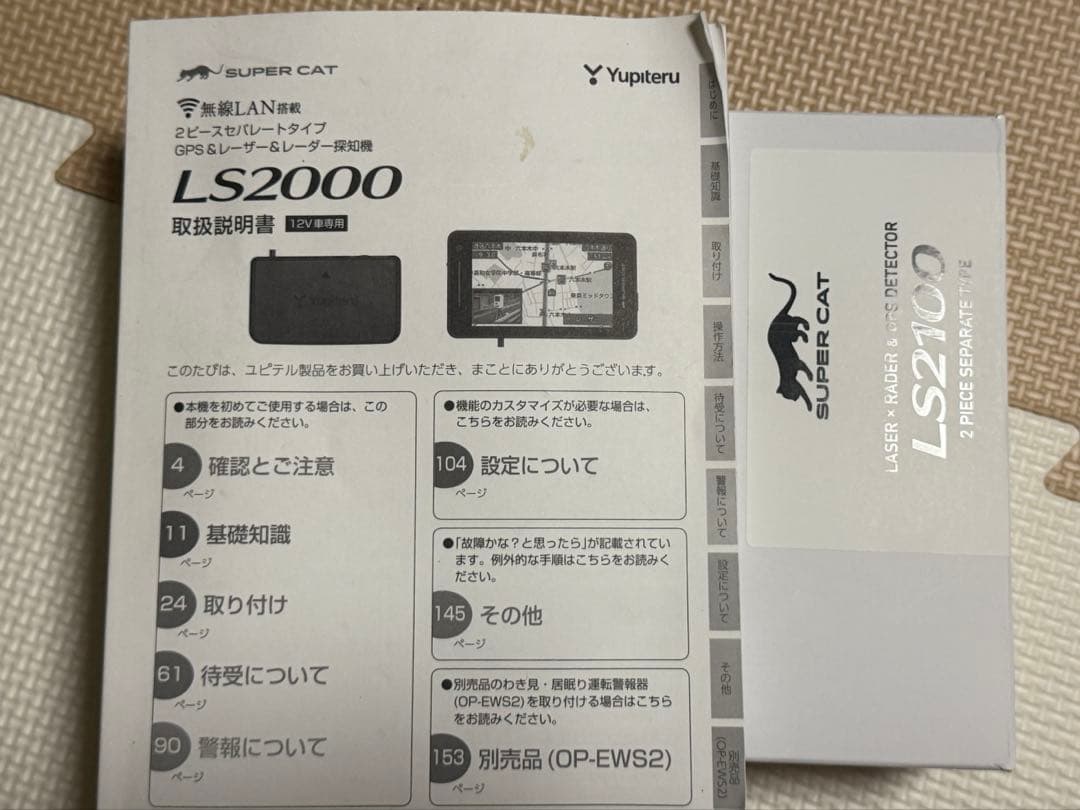 SUPER CAT
Yupiteru
無線LAN搭載
2ピースセパレートタイプ
GPS&レーザー&レーダー探知機
LS2000
取扱説明書 12V車専用
このたびは、ユピテル製品をお買い上げいただき、まことにありがとうございます。
●本機を初めてご使用する場合は、この
部分をお読みください。
4 確認とご注意
ページ
11 基礎知識
ページ
24 取り付け
ページ
61 待受について
ページ
90 警報について
ページ
●機能のカスタマイズが必要な場合は、
こちらをお読みください。
104 設定について
ページ
●「故障かな？と思ったら」が記載されてい
ます。例外的な手順はこちらをお読みく
ださい。
145 その他
ページ
●別売品のわき見・居眠り運転警報器
(OP-EWS2)を取り付ける場合はこちら
をお読みください。
153 別売品 (OP-EWS2)
ページ
はじめに
基礎知識
取り付け
操作方法
待受について
警報について
設定について
その他
別売品
(OP-EWS2)
SUPER CAT
LASER × RADER & GPS DETECTOR
LS2100
2 PIECE SEPARATE TYPE